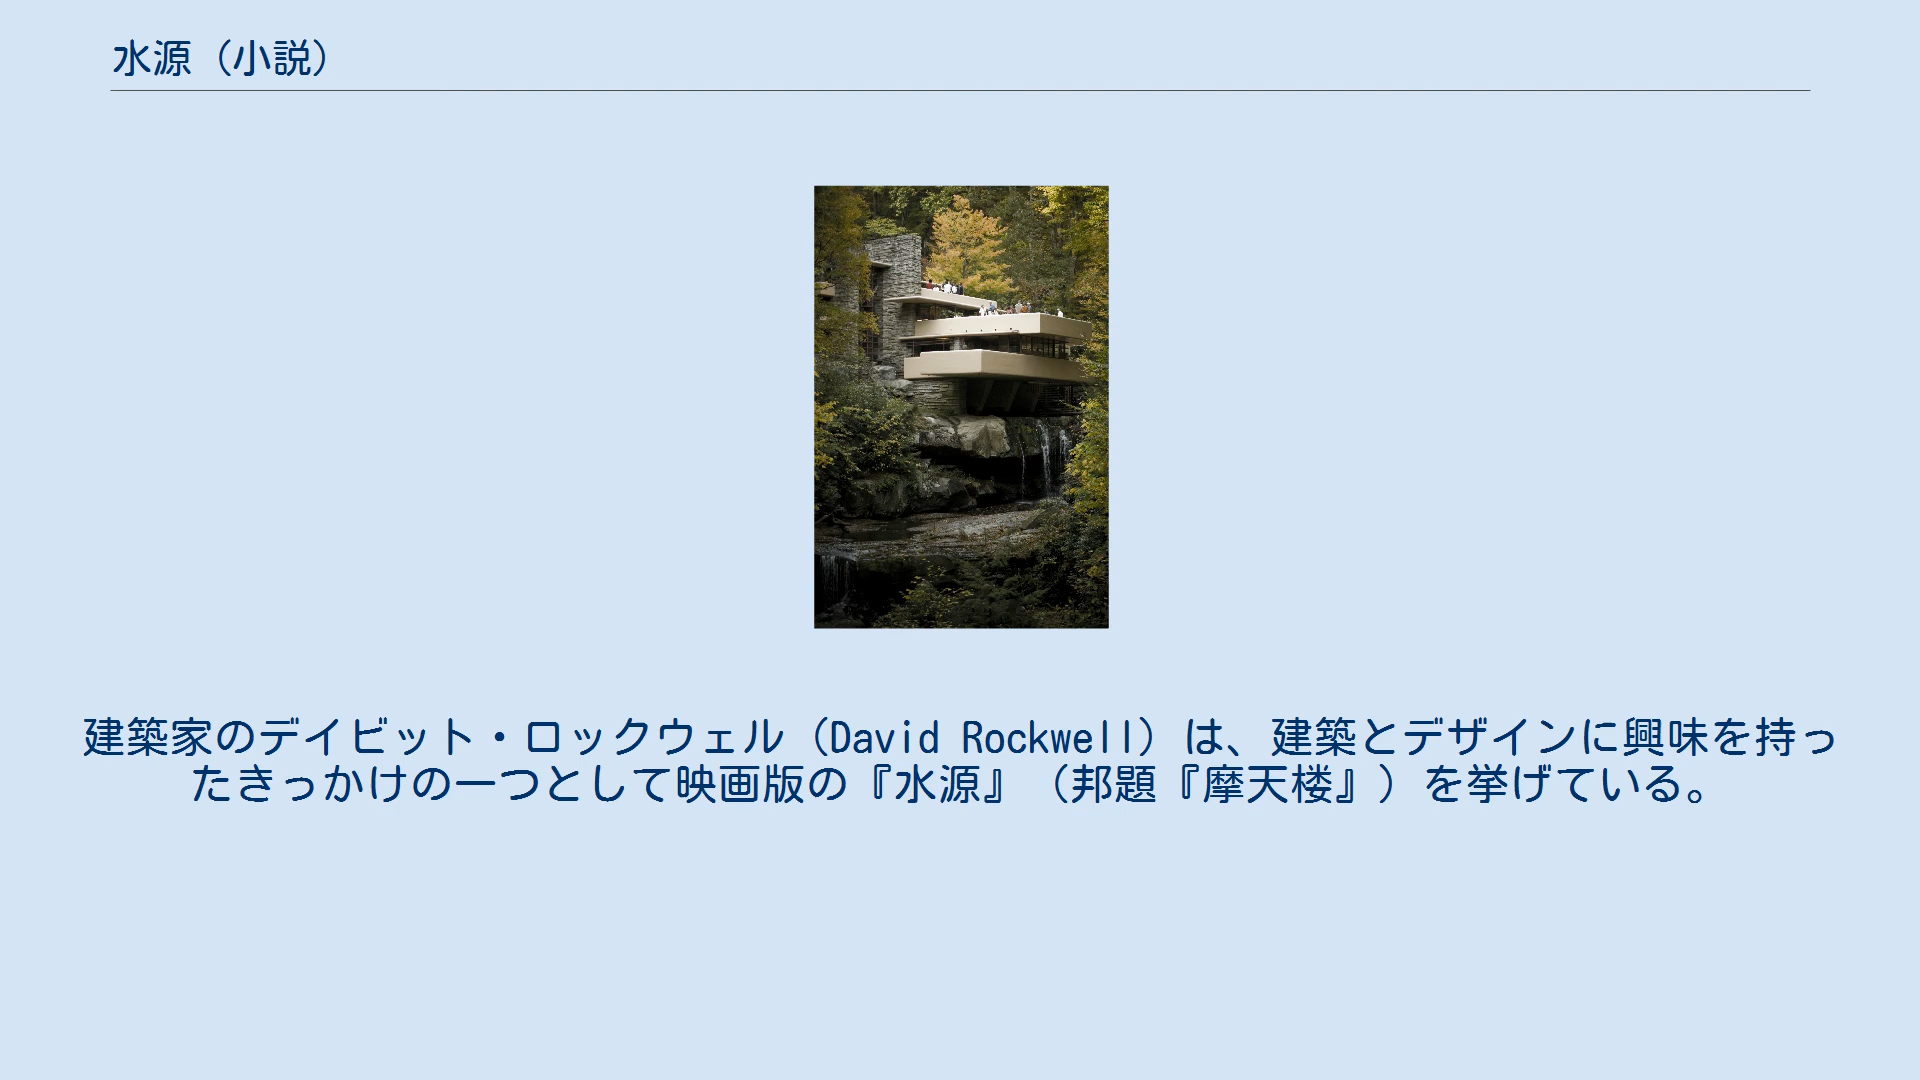 水源（小説）
建築家のデイビット・ロックウェル（David Rockwell）は、建築とデザインに興味を持っ
たきっかけの一つとして映画版の『水源』（邦題『摩天楼』）を挙げている。